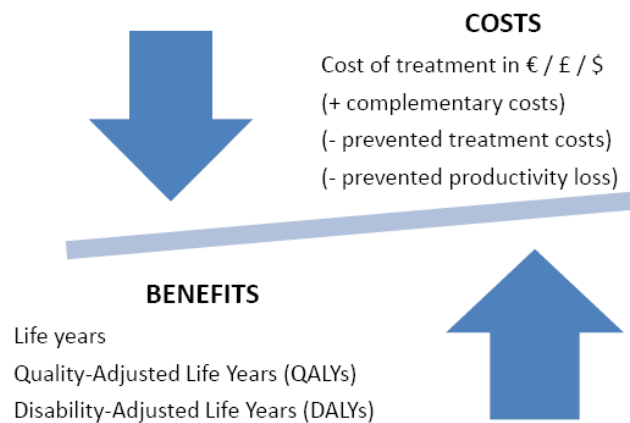 COSTS
Cost of treatment in € / £ / $
(+ complementary costs)
(- prevented treatment costs)
(- prevented productivity loss)
BENEFITS
Life years
Quality-Adjusted Life Years (QALYs)
Disability-Adjusted Life Years (DALYs)